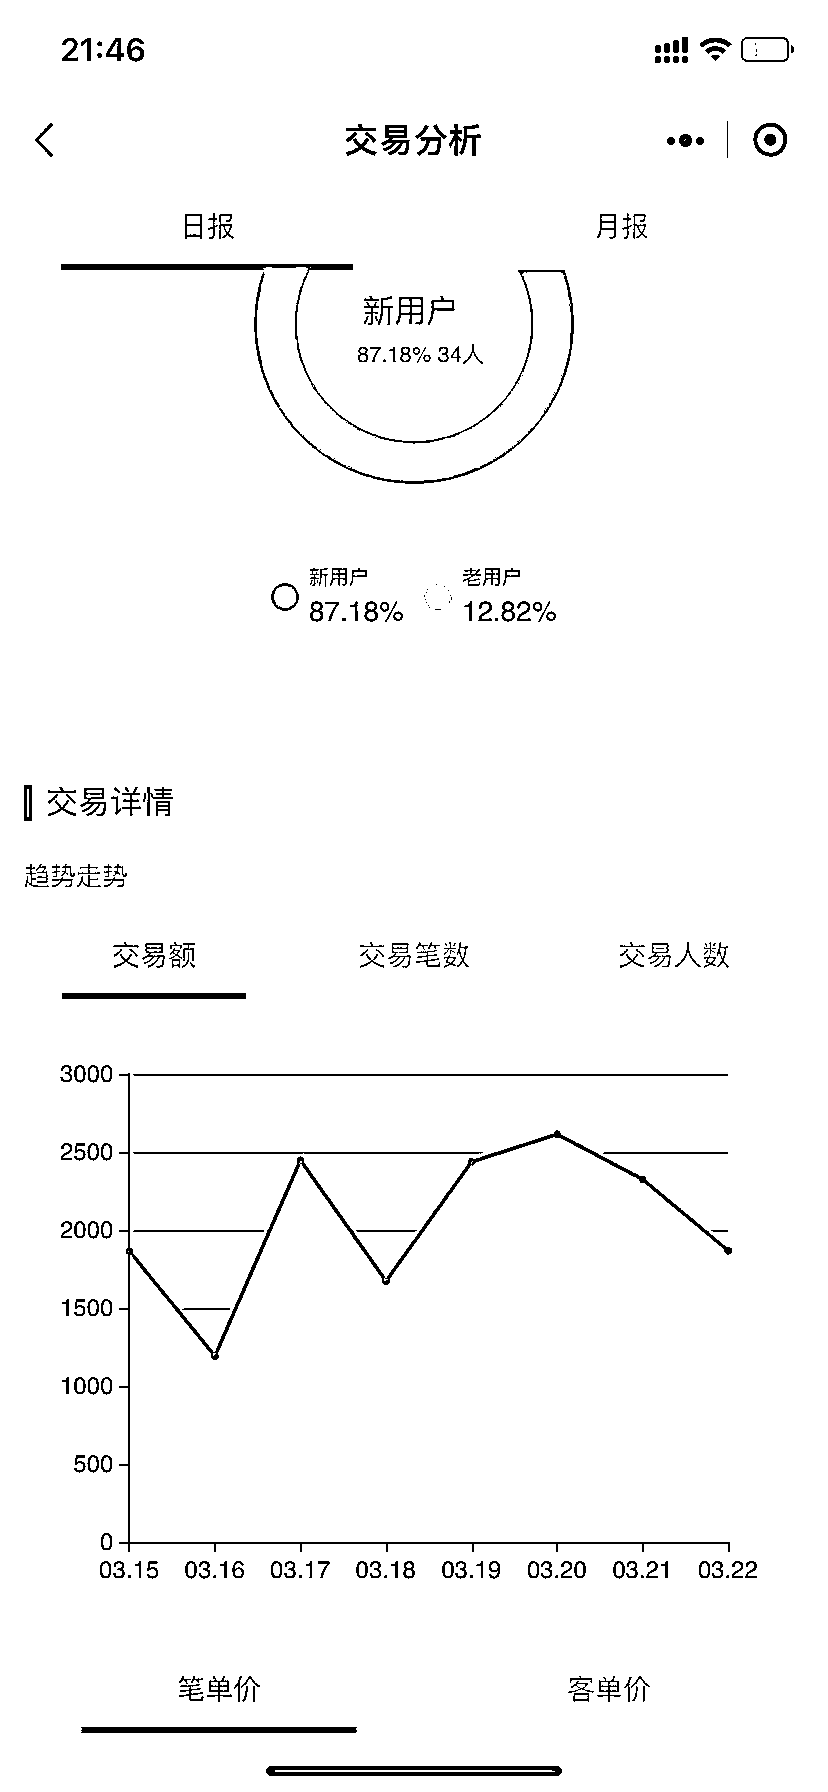 21:46
交易分析
日报 月报
新用户
87.18% 34人
新用户 老用户
87.18% 12.82%
交易详情
趋势走势
交易额 交易笔数 交易人数
3000
2500
2000
1500
1000
500
0
03.15 03.16 03.17 03.18 03.19 03.20 03.21 03.22
笔单价 客单价